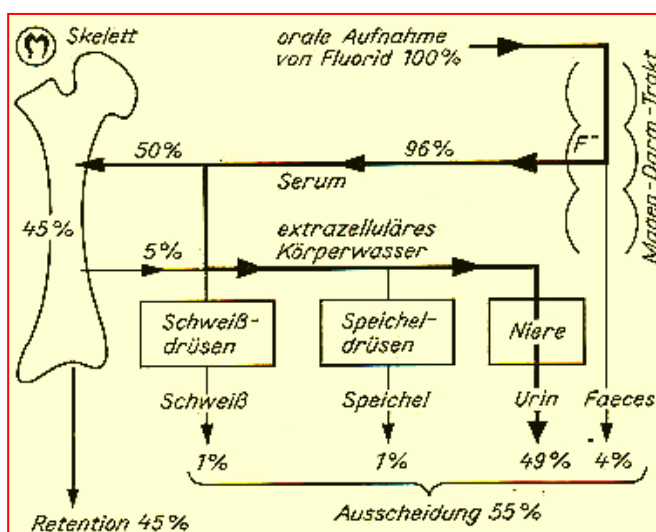 Skelett
orale Aufnahme
von Fluorid 100%
Magen-Darm-Trakt
F⁻
50%
96%
Serum
45%
5%
extrazelluläres
Körperwasser
Schweiß-
drüsen
Speichel-
drüsen
Niere
Schweiß
Speichel
Urin
Faeces
1%
1%
49%
4%
Retention 45%
Ausscheidung 55%